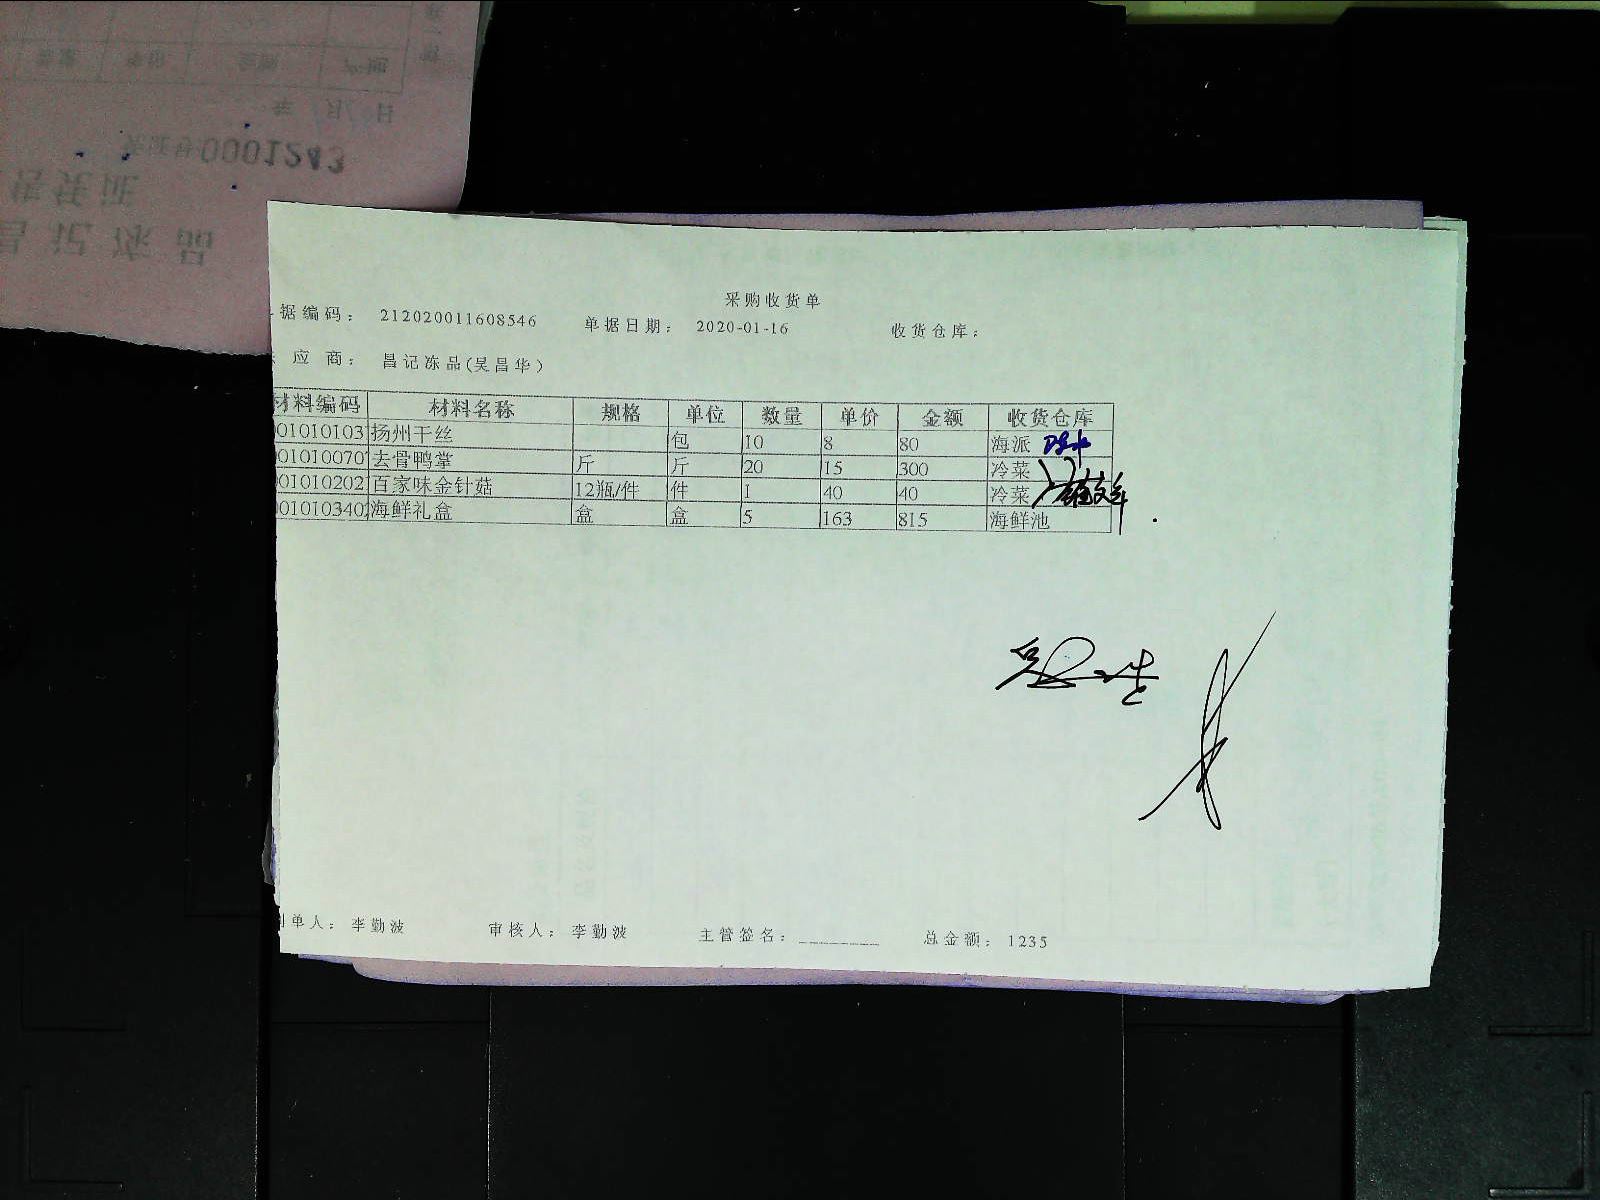 0001243
采购收货单
据编码： 212020011608546 单据日期： 2020-01-16 收货仓库：
应 商： 昌记冻品(吴昌华)
材料编码 材料名称 规格 单位 数量 单价 金额 收货仓库
01010103 扬州干丝 包 10 8 80 海派
01010070 去骨鸭掌 斤 斤 20 15 300 冷菜
01010202 百家味金针菇 12瓶/件 件 1 40 40 冷菜
01010340 海鲜礼盒 盒 盒 5 163 815 海鲜池
单人： 李勤波 审核人： 李勤波 主管签名： 总金额： 1235